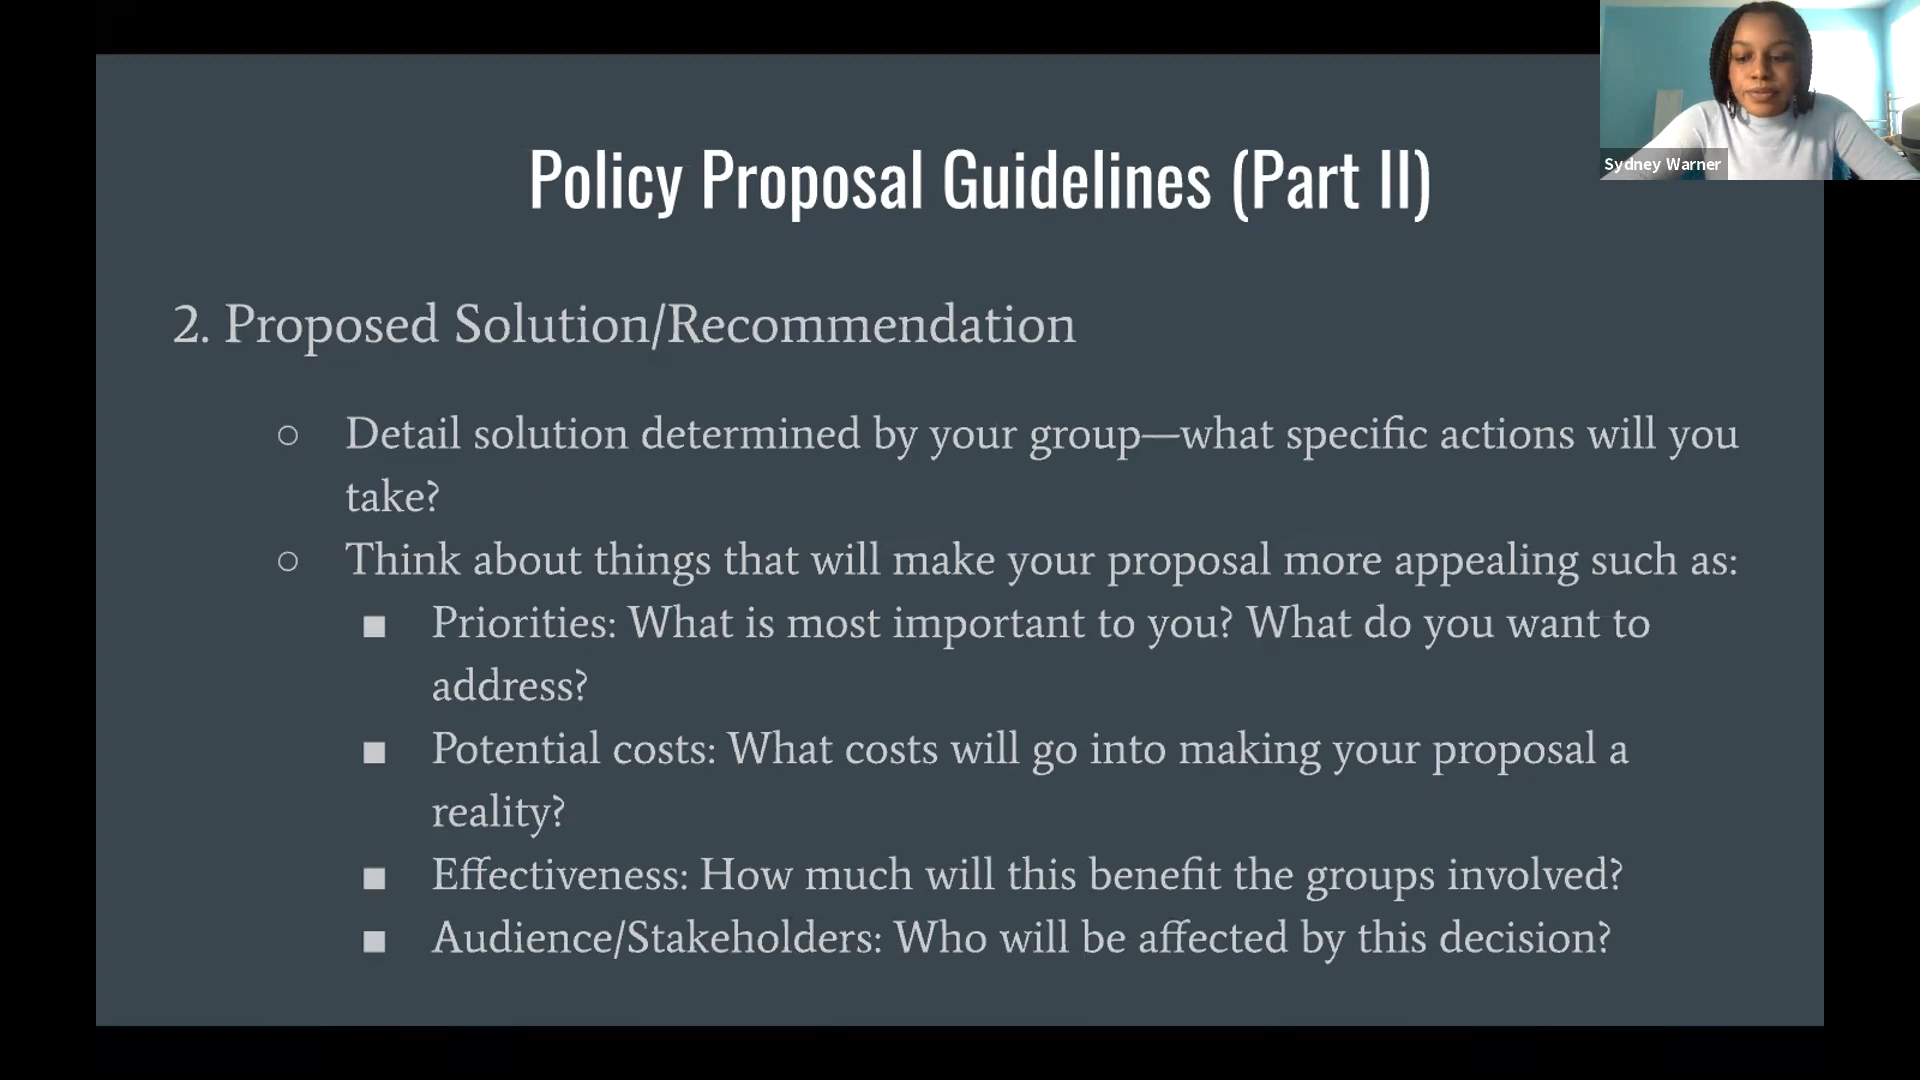 Policy Proposal Guidelines (Part II)
Sydney Warner
2. Proposed Solution/Recommendation
○ Detail solution determined by your group—what specific actions will you
take?
○ Think about things that will make your proposal more appealing such as:
■ Priorities: What is most important to you? What do you want to
address?
■ Potential costs: What costs will go into making your proposal a
reality?
■ Effectiveness: How much will this benefit the groups involved?
■ Audience/Stakeholders: Who will be affected by this decision?